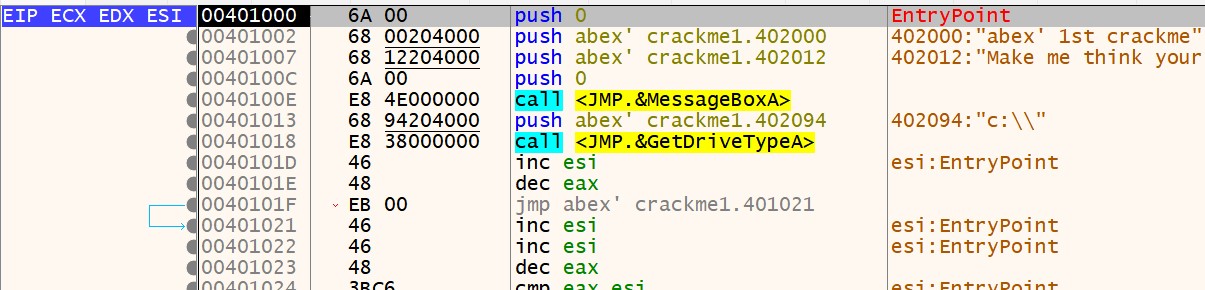 EIP ECX EDX ESI 00401000 6A 00 push 0 EntryPoint
00401002 68 00204000 push abex' crackme1.402000 402000:"abex' 1st crackme"
00401007 68 12204000 push abex' crackme1.402012 402012:"Make me think your
0040100C 6A 00 push 0
0040100E E8 4E000000 call <JMP.&MessageBoxA>
00401013 68 94204000 push abex' crackme1.402094 402094:"c:\\"
00401018 E8 38000000 call <JMP.&GetDriveTypeA>
0040101D 46 inc esi esi:EntryPoint
0040101E 48 dec eax
0040101F EB 00 jmp abex' crackme1.401021
00401021 46 inc esi esi:EntryPoint
00401022 46 inc esi esi:EntryPoint
00401023 48 dec eax
00401024 3BC6 cmp eax,esi esi:EntryPoint